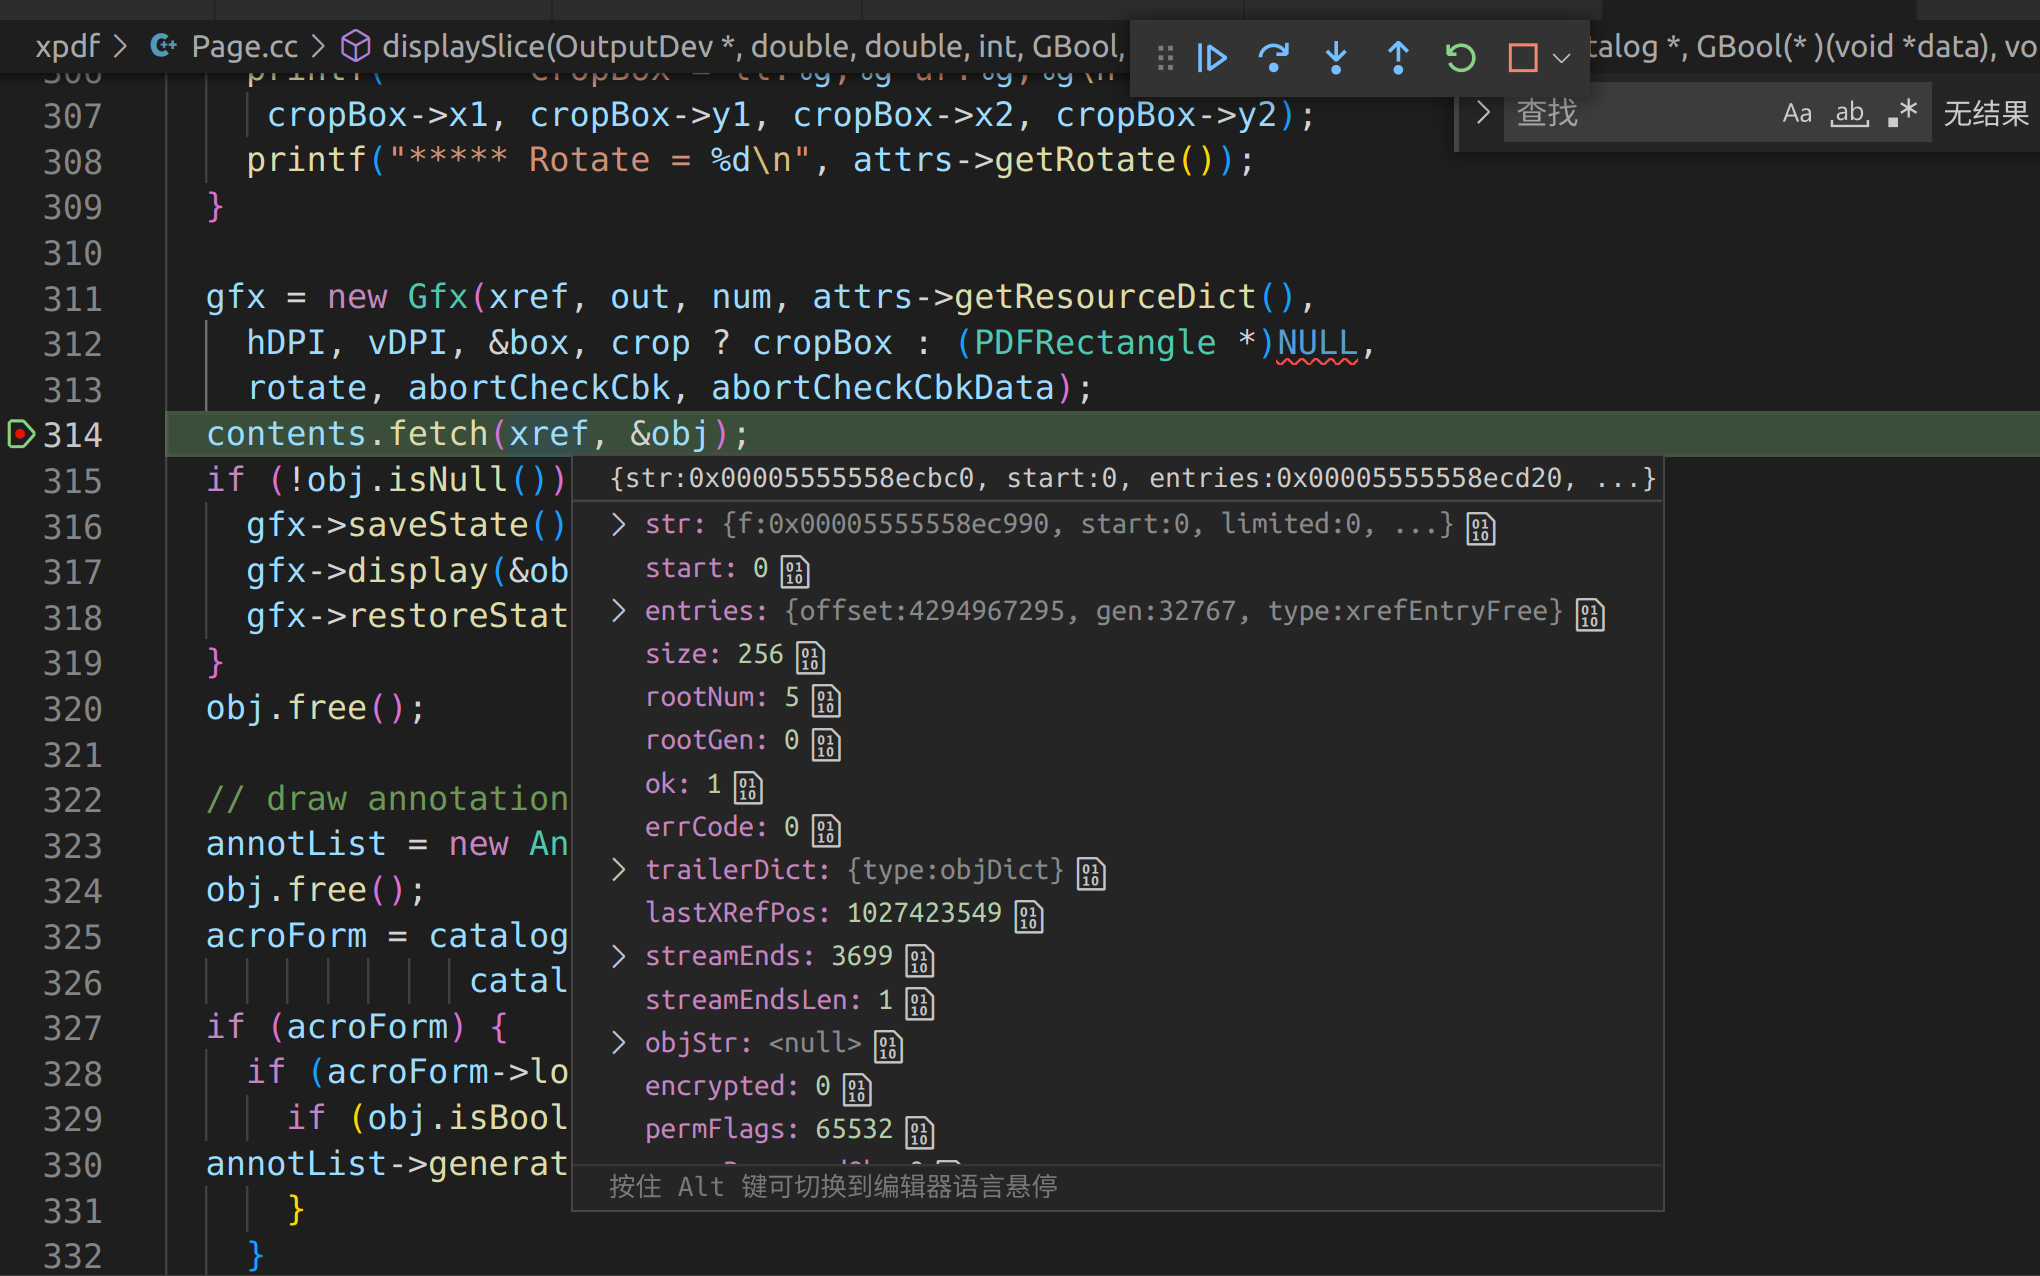 xpdf > Page.cc > displaySlice(OutputDev *, double, double, int, GBool,
talog *, GBool(* )(void *data), vo
查找 Aa ab .* 无结果
307 cropBox->x1, cropBox->y1, cropBox->x2, cropBox->y2);
308 printf("***** Rotate = %d\n", attrs->getRotate());
309 }
310
311 gfx = new Gfx(xref, out, num, attrs->getResourceDict(),
312 hDPI, vDPI, &box, crop ? cropBox : (PDFRectangle *)NULL,
313 rotate, abortCheckCbk, abortCheckCbkData);
314 contents.fetch(xref, &obj);
315 if (!obj.isNull())
316 gfx->saveState()
317 gfx->display(&ob
318 gfx->restoreStat
319 }
320 obj.free();
321
322 // draw annotation
323 annotList = new An
324 obj.free();
325 acroForm = catalog
326 catal
327 if (acroForm) {
328 if (acroForm->lo
329 if (obj.isBool
330 annotList->generat
331 }
332 }
{str:0x00005555558ecbc0, start:0, entries:0x00005555558ecd20, ...}
str: {f:0x00005555558ec990, start:0, limited:0, ...}
start: 0
entries: {offset:4294967295, gen:32767, type:xrefEntryFree}
size: 256
rootNum: 5
rootGen: 0
ok: 1
errCode: 0
trailerDict: {type:objDict}
lastXRefPos: 1027423549
streamEnds: 3699
streamEndsLen: 1
objStr: <null>
encrypted: 0
permFlags: 65532
按住 Alt 键可切换到编辑器语言悬停